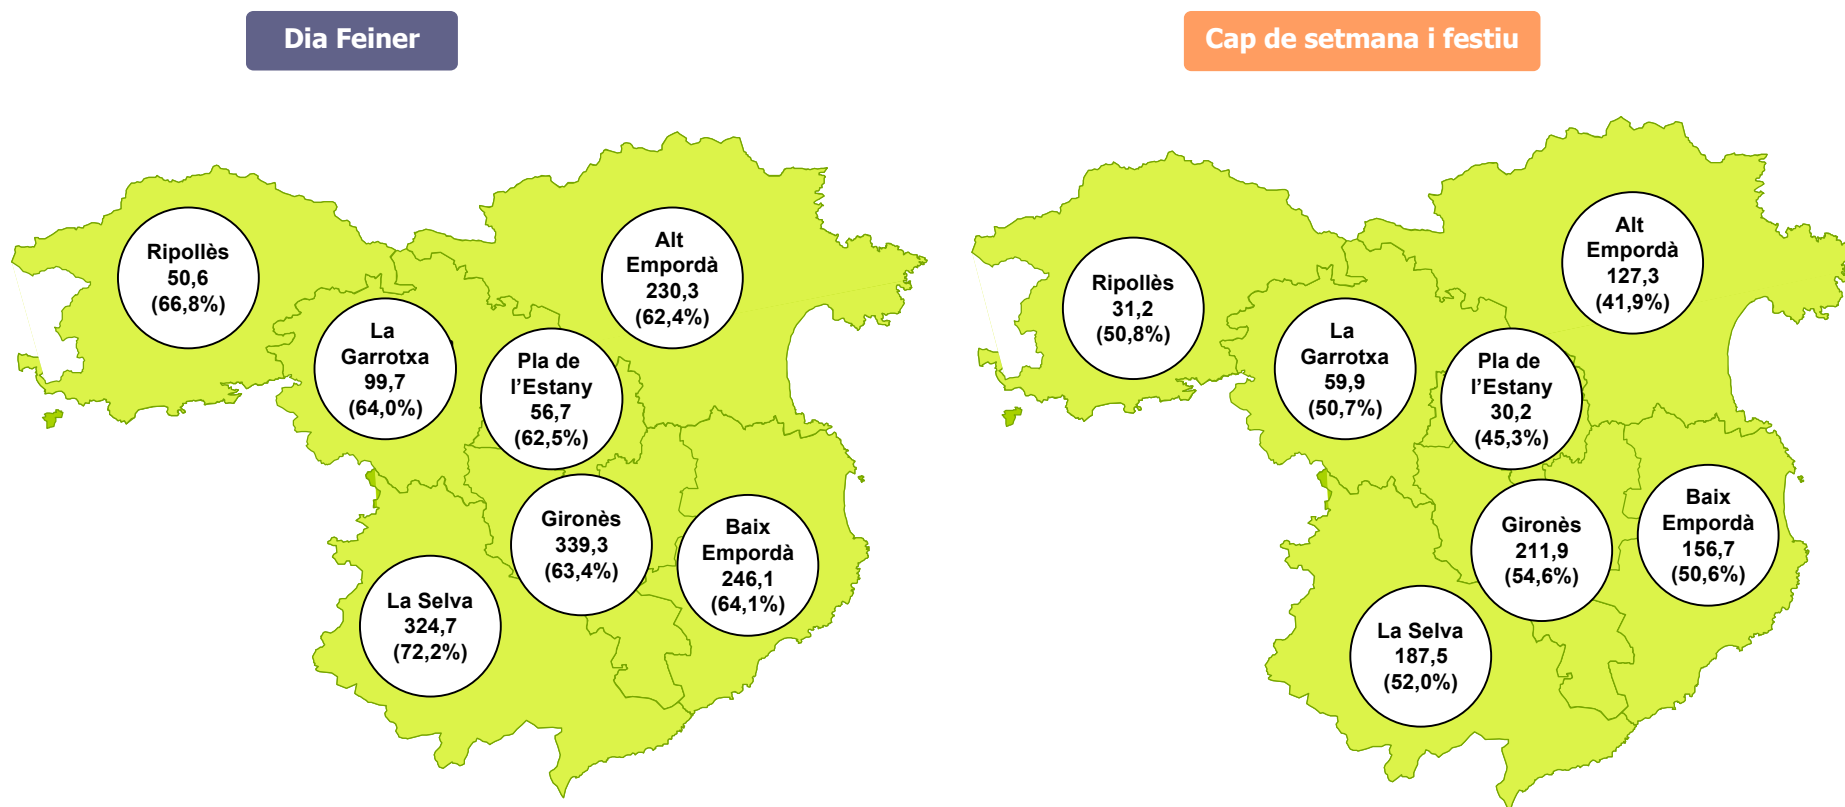 Dia Feiner
Ripollès
50,6
(66,8%)
Alt
Empordà
230,3
(62,4%)
La
Garrotxa
99,7
(64,0%)
Pla de
l’Estany
56,7
(62,5%)
Gironès
339,3
(63,4%)
Baix
Empordà
246,1
(64,1%)
La Selva
324,7
(72,2%)
Cap de setmana i festiu
Ripollès
31,2
(50,8%)
Alt
Empordà
127,3
(41,9%)
La
Garrotxa
59,9
(50,7%)
Pla de
l’Estany
30,2
(45,3%)
Gironès
211,9
(54,6%)
Baix
Empordà
156,7
(50,6%)
La Selva
187,5
(52,0%)